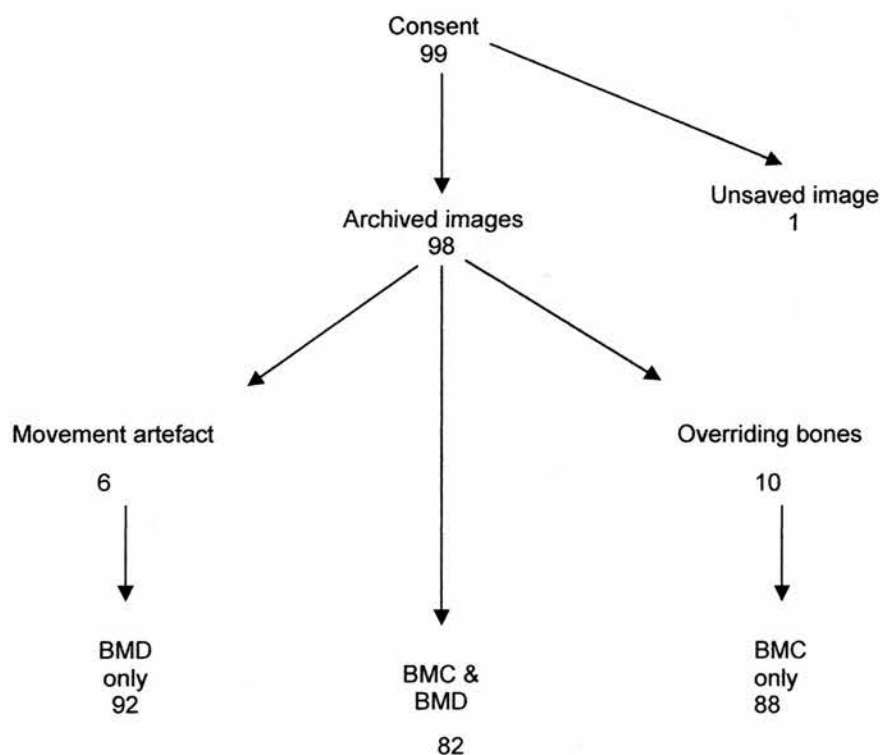 Consent
99
Unsaved image
1
Archived images
98
Movement artefact
6
Overriding bones
10
BMD
only
92
BMC &
BMD
82
BMC
only
88